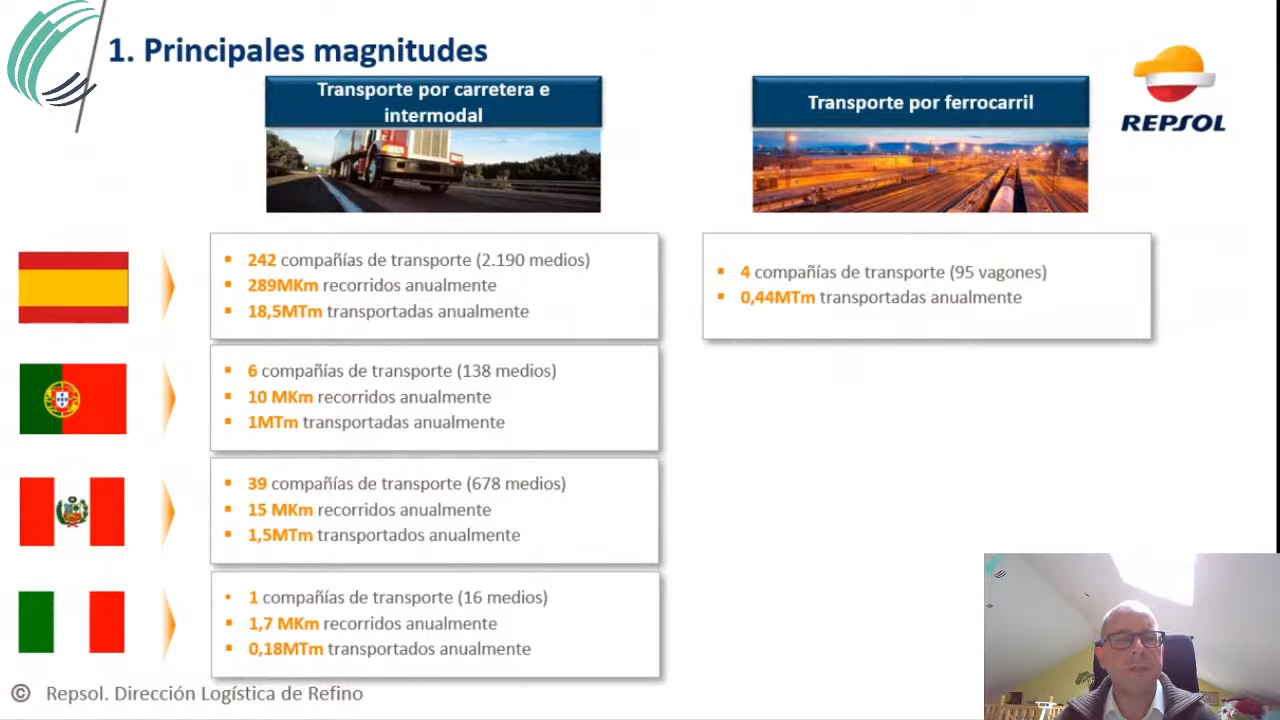 1. Principales magnitudes
Transporte por carretera e
intermodal
Transporte por ferrocarril
REPSOL
▪ 242 compañías de transporte (2.190 medios)
▪ 289MKm recorridos anualmente
▪ 18,5MTm transportadas anualmente
▪ 4 compañías de transporte (95 vagones)
▪ 0,44MTm transportadas anualmente
▪ 6 compañías de transporte (138 medios)
▪ 10 MKm recorridos anualmente
▪ 1MTm transportadas anualmente
▪ 39 compañías de transporte (678 medios)
▪ 15 MKm recorridos anualmente
▪ 1,5MTm transportados anualmente
• 1 compañías de transporte (16 medios)
▪ 1,7 MKm recorridos anualmente
▪ 0,18MTm transportados anualmente
© Repsol. Dirección Logística de Refino